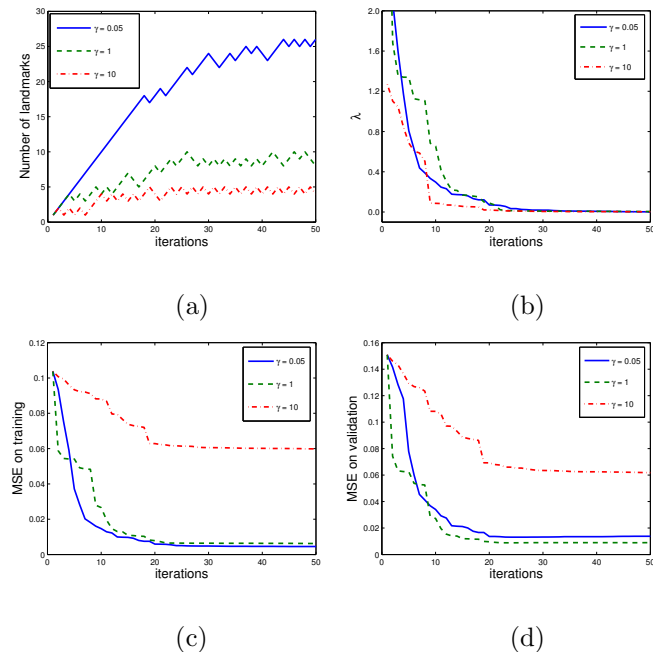 30
25
20
15
10
5
0
0
10
20
30
40
50
Number of landmarks
iterations
γ = 0.05
γ = 1
γ = 10
(a)
2.0
1.6
1.2
0.8
0.4
0.0
0
10
20
30
40
50
λ
iterations
γ = 0.05
γ = 1
γ = 10
(b)
0.12
0.1
0.08
0.06
0.04
0.02
0
0
10
20
30
40
50
MSE on training
iterations
γ = 0.05
γ = 1
γ = 10
(c)
0.16
0.14
0.12
0.1
0.08
0.06
0.04
0.02
0
0
10
20
30
40
50
MSE on validation
iterations
γ = 0.05
γ = 1
γ = 10
(d)